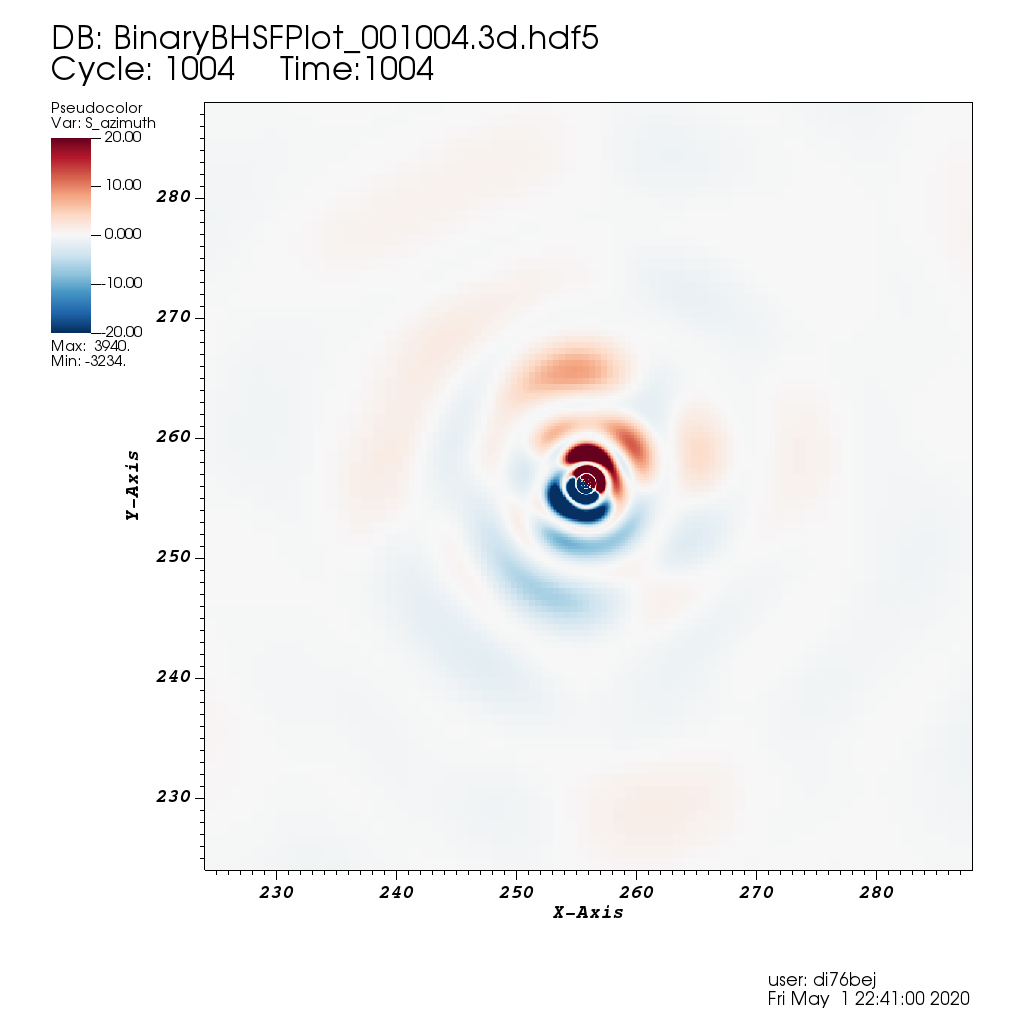 DB: BinaryBHSFPlot_001004.3d.hdf5
Cycle: 1004 Time:1004
Pseudocolor
Var: S_azimuth
20.00
10.00
0.000
-10.00
-20.00
Max: 3940.
Min: -3234.
280
270
260
250
240
230
Y-Axis
230 240 250 260 270 280
X-Axis
user: di76bej
Fri May 1 22:41:00 2020